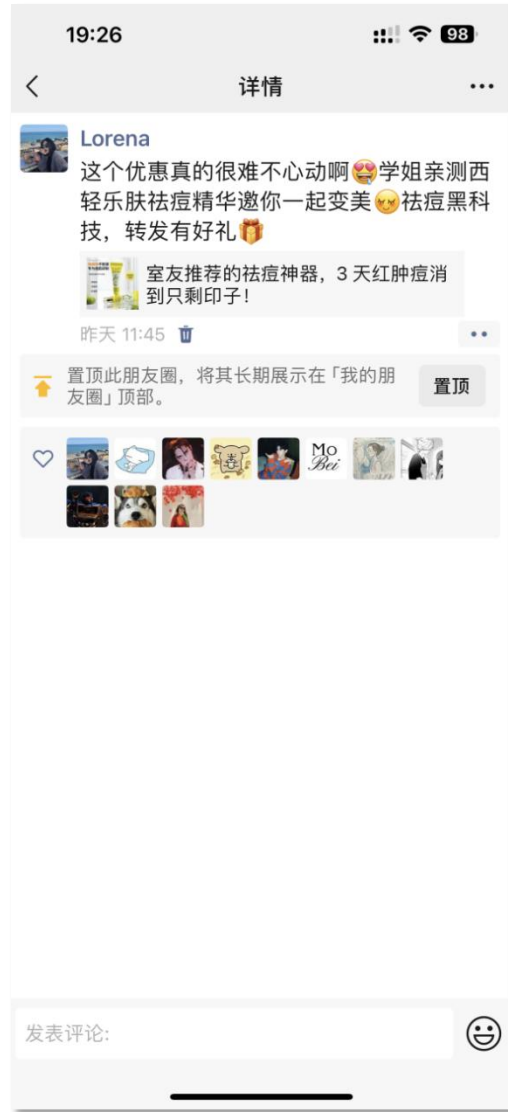 19:26
98
详情
Lorena
这个优惠真的很难不心动啊😍学姐亲测西
轻乐肤祛痘精华邀你一起变美😌祛痘黑科
技，转发有好礼🎁
室友推荐的祛痘神器，3 天红肿痘消
到只剩印子！
昨天 11:45
置顶此朋友圈，将其长期展示在「我的朋
友圈」顶部。
置顶
Mo
Bei
发表评论: